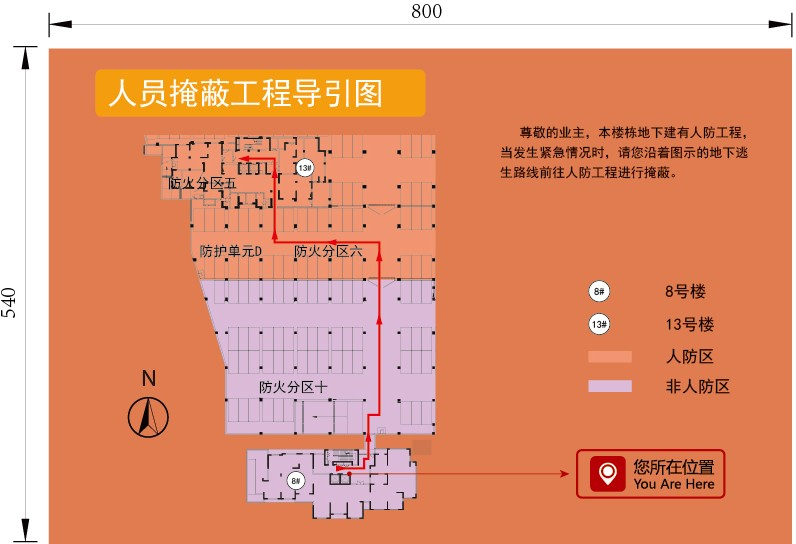 800
540
人员掩蔽工程导引图
尊敬的业主，本楼栋地下建有人防工程，
当发生紧急情况时，请您沿着图示的地下逃
生路线前往人防工程进行掩蔽。
13#
防火分区五
防护单元D
防火分区六
防火分区十
N
8#
8#
8号楼
13#
13号楼
人防区
非人防区
您所在位置
You Are Here